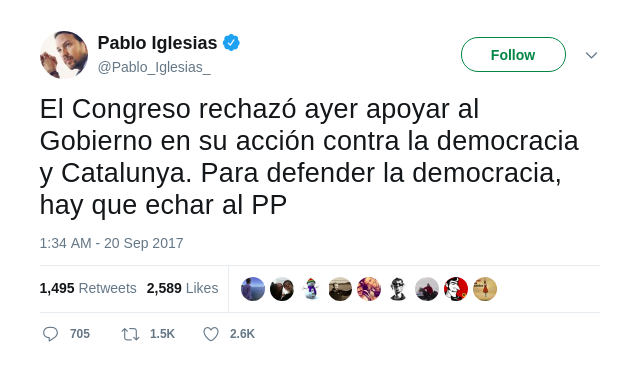 Pablo Iglesias
@Pablo_Iglesias_
Follow
El Congreso rechazó ayer apoyar al
Gobierno en su acción contra la democracia
y Catalunya. Para defender la democracia,
hay que echar al PP
1:34 AM - 20 Sep 2017
1,495 Retweets 2,589 Likes
705 1.5K 2.6K